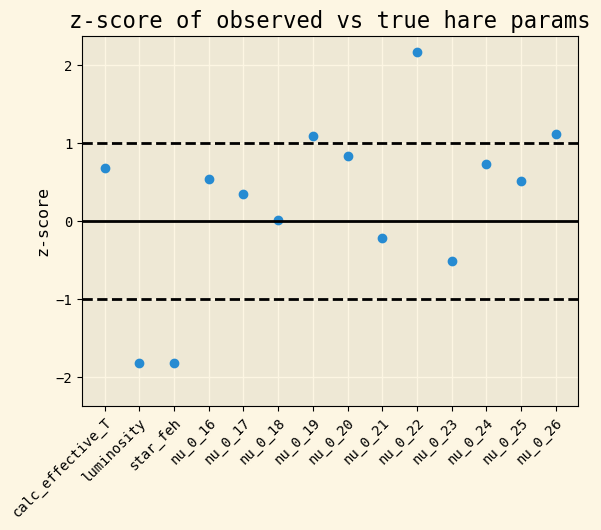 z-score of observed vs true hare params
z-score
2
1
0
−1
−2
calc_effective_T
luminosity
star_feh
nu_0_16
nu_0_17
nu_0_18
nu_0_19
nu_0_20
nu_0_21
nu_0_22
nu_0_23
nu_0_24
nu_0_25
nu_0_26